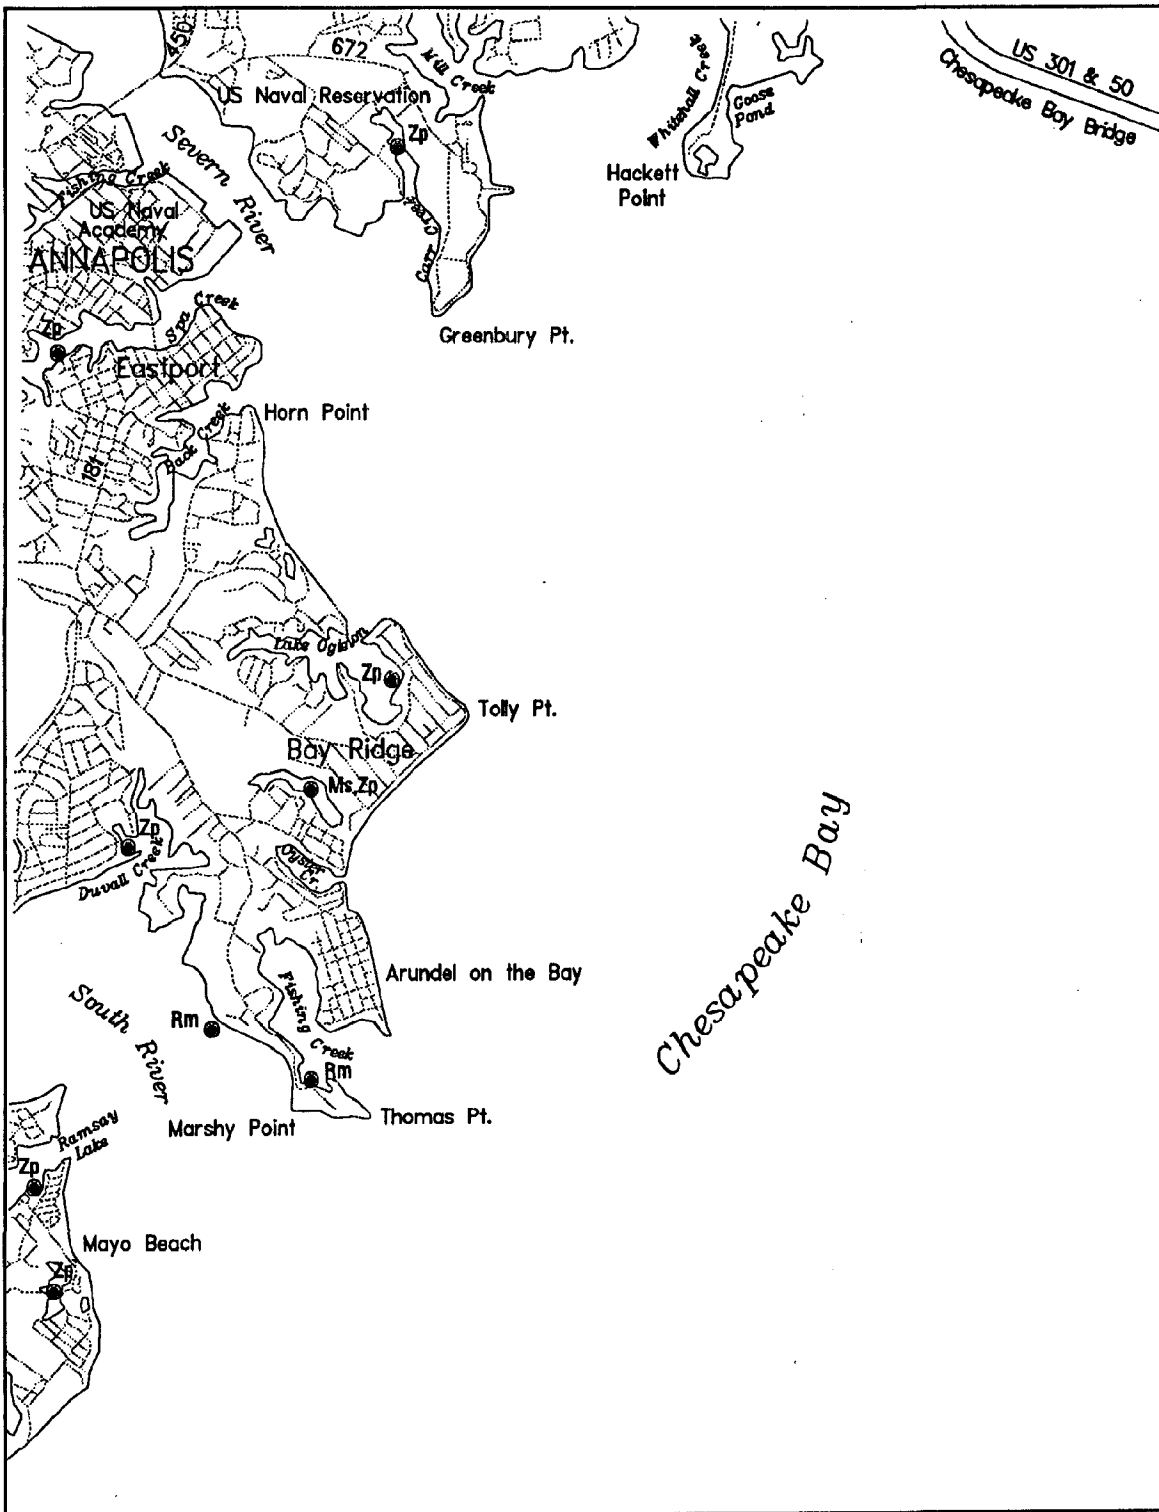 450
672
Mill Creek
US Naval Reservation
Zp
Severn River
Carr Creek
Greenbury Pt.
Whitehall Creek
Goose
Pond
Hackett
Point
US 301 & 50
Chesapeake Bay Bridge
Fishing Creek
US Naval
Academy
ANNAPOLIS
Spa Creek
Zp
Eastport
Horn Point
Back Creek
181
Lake Ogleton
Zp
Tolly Pt.
Bay Ridge
Ms,Zp
Zp
Duvall Creek
Oyster
Cr
Arundel on the Bay
Fishing Creek
South River
Rm
Rm
Thomas Pt.
Marshy Point
Chesapeake Bay
Ramsay
Lake
Zp
Mayo Beach
Zp